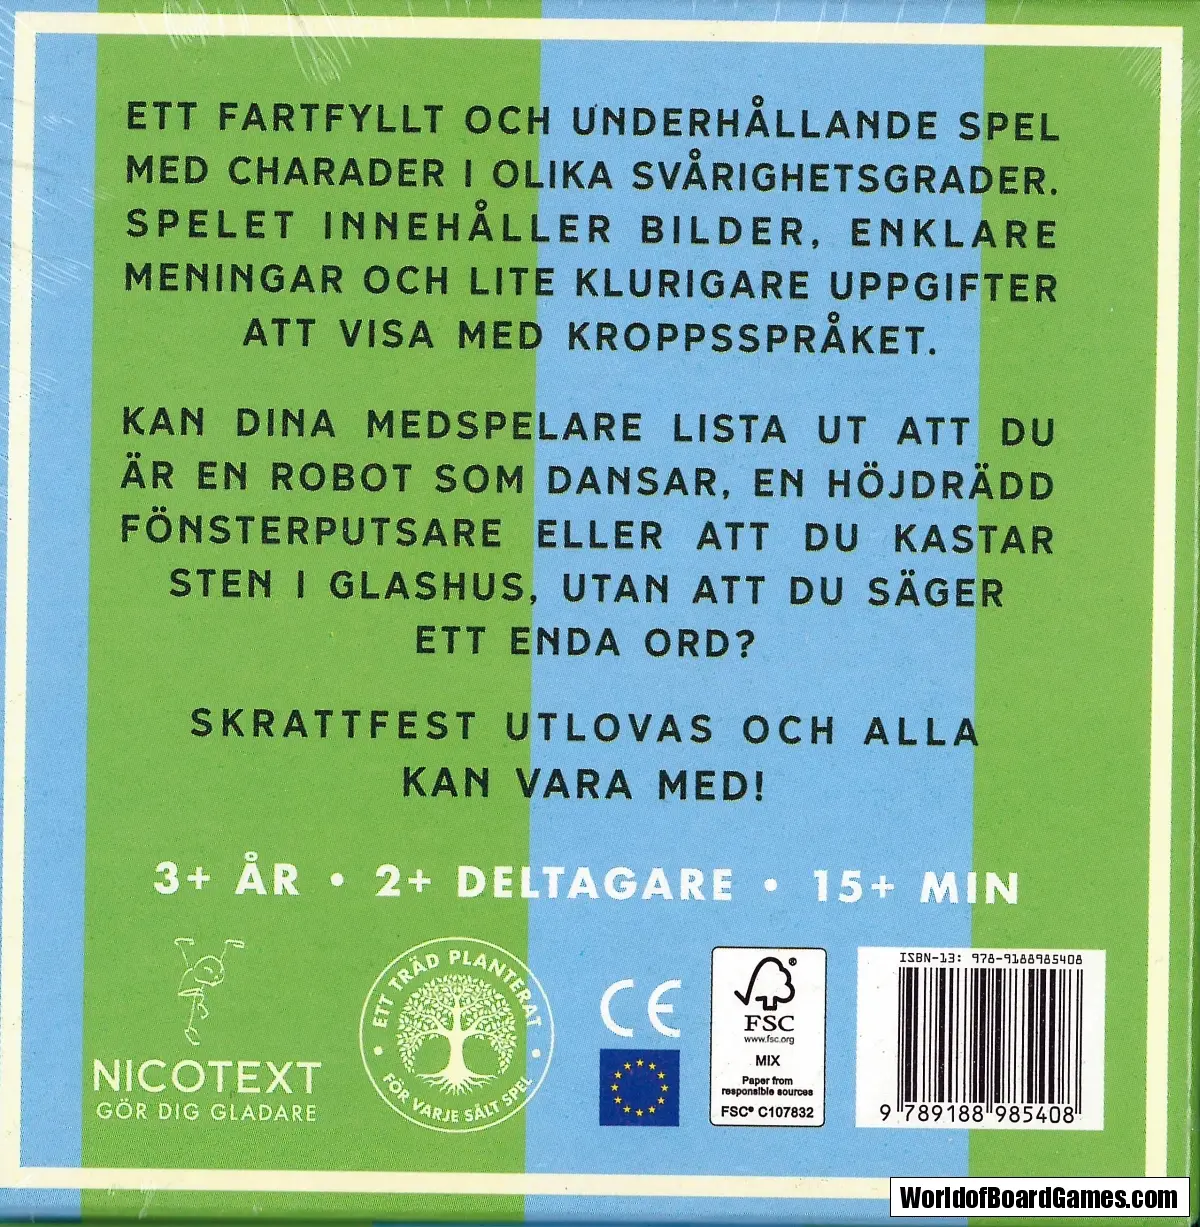 ETT FARTFYLLT OCH UNDERHÅLLANDE SPEL
MED CHARADER I OLIKA SVÅRIGHETSGRADER.
SPELET INNEHÅLLER BILDER, ENKLARE
MENINGAR OCH LITE KLURIGARE UPPGIFTER
ATT VISA MED KROPPSSPRÅKET.
KAN DINA MEDSPELARE LISTA UT ATT DU
ÄR EN ROBOT SOM DANSAR, EN HÖJDRÄDD
FÖNSTERPUTSARE ELLER ATT DU KASTAR
STEN I GLASHUS, UTAN ATT DU SÄGER
ETT ENDA ORD?
SKRATTFEST UTLOVAS OCH ALLA
KAN VARA MED!
3+ ÅR • 2+ DELTAGARE • 15+ MIN
NICOTEXT
GÖR DIG GLADARE
ETT TRÄD PLANTERAT
• FÖR VARJE SÅLT SPEL •
CE
®
FSC
www.fsc.org
MIX
Paper from
responsible sources
FSC® C107832
ISBN-13: 978-9188985408
9 789188 985408
WorldofBoardGames.com